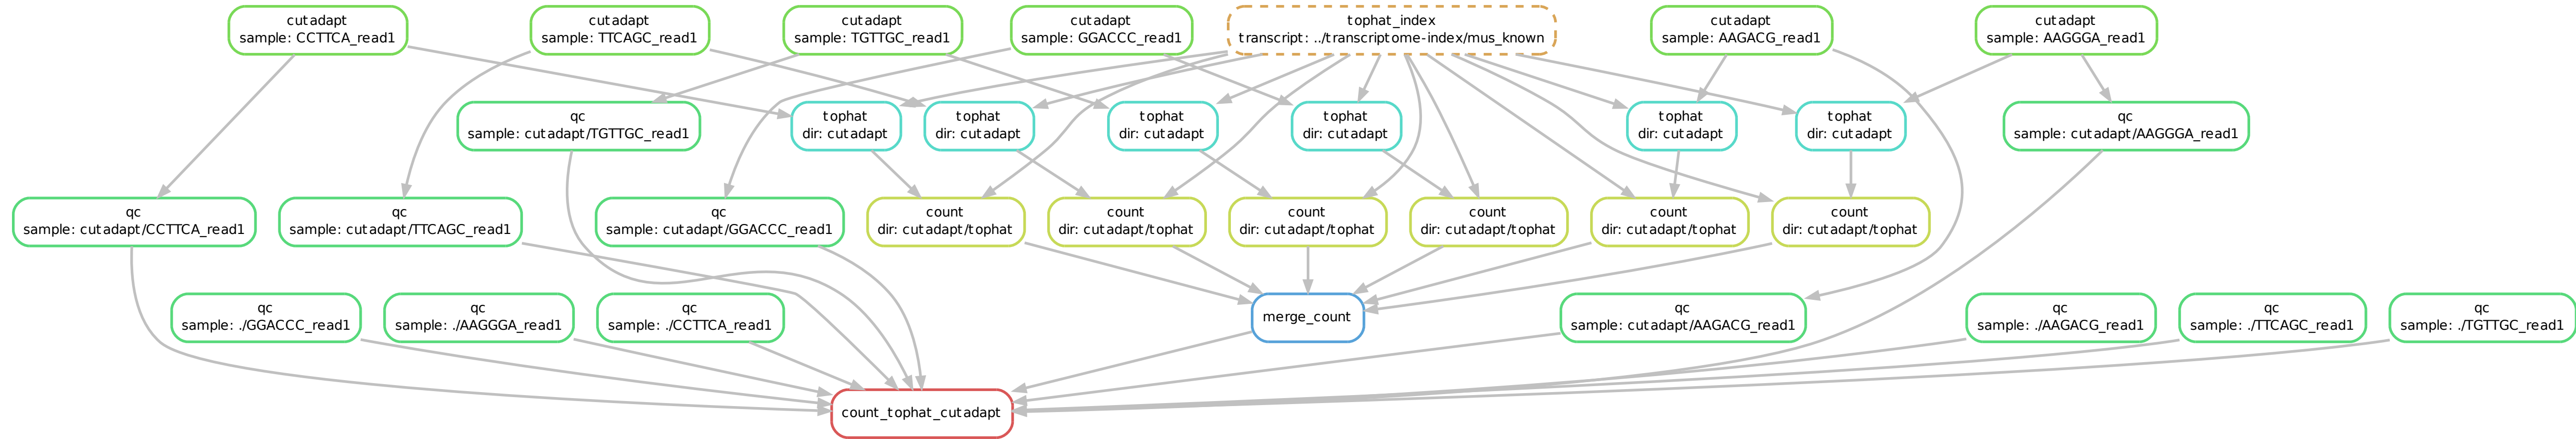 cutadapt
sample: CCTTCA_read1
cutadapt
sample: TTCAGC_read1
cutadapt
sample: TGTTGC_read1
cutadapt
sample: GGACCC_read1
tophat_index
transcript: ../transcriptome-index/mus_known
cutadapt
sample: AAGACG_read1
cutadapt
sample: AAGGGA_read1
qc
sample: cutadapt/TGTTGC_read1
tophat
dir: cutadapt
tophat
dir: cutadapt
tophat
dir: cutadapt
tophat
dir: cutadapt
tophat
dir: cutadapt
tophat
dir: cutadapt
qc
sample: cutadapt/AAGGGA_read1
qc
sample: cutadapt/CCTTCA_read1
qc
sample: cutadapt/TTCAGC_read1
qc
sample: cutadapt/GGACCC_read1
count
dir: cutadapt/tophat
count
dir: cutadapt/tophat
count
dir: cutadapt/tophat
count
dir: cutadapt/tophat
count
dir: cutadapt/tophat
count
dir: cutadapt/tophat
qc
sample: ./GGACCC_read1
qc
sample: ./AAGGGA_read1
qc
sample: ./CCTTCA_read1
merge_count
qc
sample: cutadapt/AAGACG_read1
qc
sample: ./AAGACG_read1
qc
sample: ./TTCAGC_read1
qc
sample: ./TGTTGC_read1
count_tophat_cutadapt